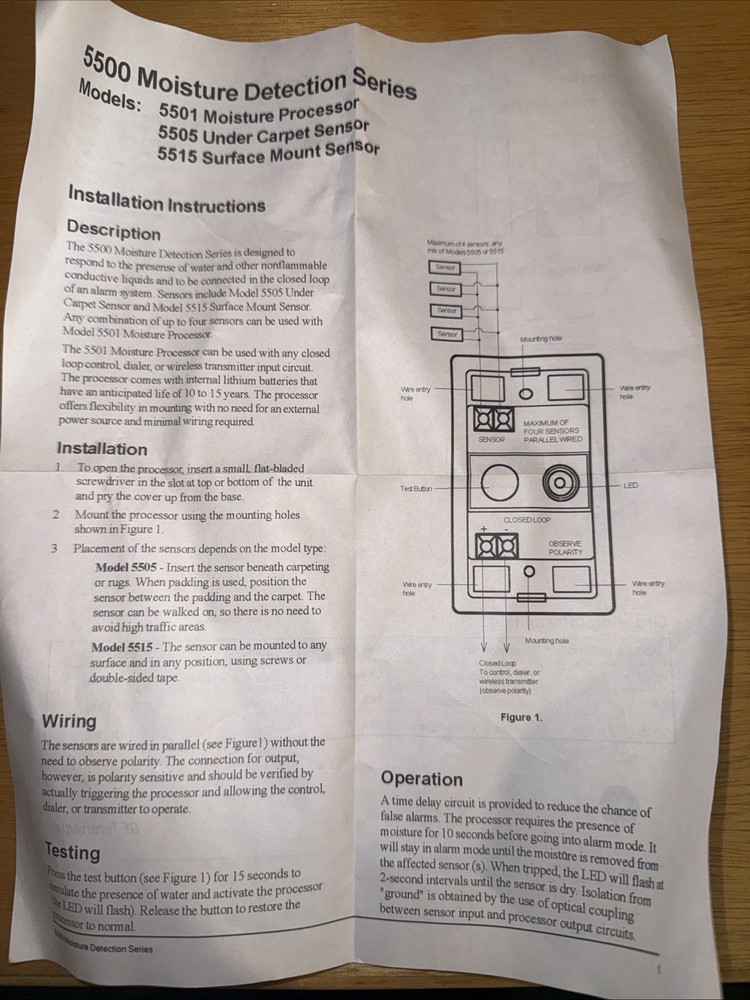 5500 Moisture Detection Series
Models: 5501 Moisture Processor
5505 Under Carpet Sensor
5515 Surface Mount Sensor
Installation Instructions
Description
The 5500 Moisture Detection Series is designed to
respond to the presense of water and other nonflammable
conductive liquids and to be connected in the closed loop
of an alarm system. Sensors include Model 5505 Under
Carpet Sensor and Model 5515 Surface Mount Sensor.
Any combination of up to four sensors can be used with
Model 5501 Moisture Processor.
The 5501 Moisture Processor can be used with any closed
loop control, dialer, or wireless transmitter input circuit.
The processor comes with internal lithium batteries that
have an anticipated life of 10 to 15 years. The processor
offers flexibility in mounting with no need for an external
power source and minimal wiring required.
Installation
1 To open the processor, insert a small, flat-bladed
screwdriver in the slot at top or bottom of the unit
and pry the cover up from the base.
2 Mount the processor using the mounting holes
shown in Figure 1.
3 Placement of the sensors depends on the model type:
Model 5505 - Insert the sensor beneath carpeting
or rugs. When padding is used, position the
sensor between the padding and the carpet. The
sensor can be walked on, so there is no need to
avoid high traffic areas.
Model 5515 - The sensor can be mounted to any
surface and in any position, using screws or
double-sided tape.
Wiring
The sensors are wired in parallel (see Figure1) without the
need to observe polarity. The connection for output,
however, is polarity sensitive and should be verified by
actually triggering the processor and allowing the control,
dialer, or transmitter to operate.
Testing
Press the test button (see Figure 1) for 15 seconds to
simulate the presence of water and activate the processor
(the LED will flash). Release the button to restore the
processor to normal.
5500 Moisture Detection Series
Maximum of 4 sensors, any
mix of Models 5505 or 5515
Sensor
Sensor
Sensor
Sensor
Mounting hole
Wire entry
hole
Wire entry
hole
SENSOR
MAXIMUM OF
FOUR SENSORS
PARALLEL WIRED
Test Button
LED
CLOSED LOOP
+ -
OBSERVE
POLARITY
Wire entry
hole
Wire entry
hole
Mounting hole
Closed Loop
To control, dialer, or
wireless transmitter
(observe polarity)
Figure 1.
Operation
A time delay circuit is provided to reduce the chance of
false alarms. The processor requires the presence of
moisture for 10 seconds before going into alarm mode. It
will stay in alarm mode until the moisture is removed from
the affected sensor (s). When tripped, the LED will flash at
2-second intervals until the sensor is dry. Isolation from
"ground" is obtained by the use of optical coupling
between sensor input and processor output circuits.
1